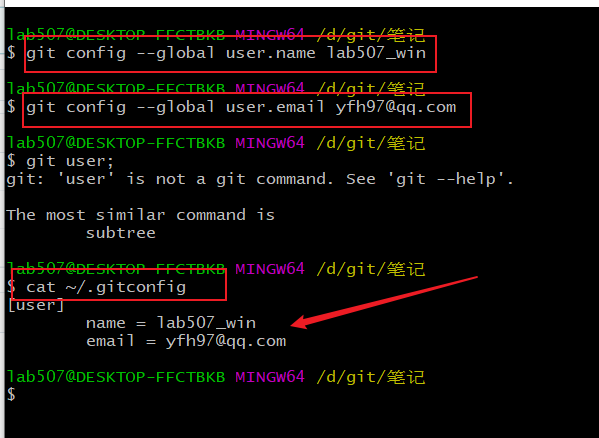 lab507@DESKTOP-FFCTBKB MINGW64 /d/git/笔记
$ git config --global user.name lab507_win
lab507@DESKTOP-FFCTBKB MINGW64 /d/git/笔记
$ git config --global user.email yfh97@qq.com
lab507@DESKTOP-FFCTBKB MINGW64 /d/git/笔记
$ git user;
git: 'user' is not a git command. See 'git --help'.
The most similar command is
subtree
lab507@DESKTOP-FFCTBKB MINGW64 /d/git/笔记
$ cat ~/.gitconfig
[user]
name = lab507_win
email = yfh97@qq.com
lab507@DESKTOP-FFCTBKB MINGW64 /d/git/笔记
$